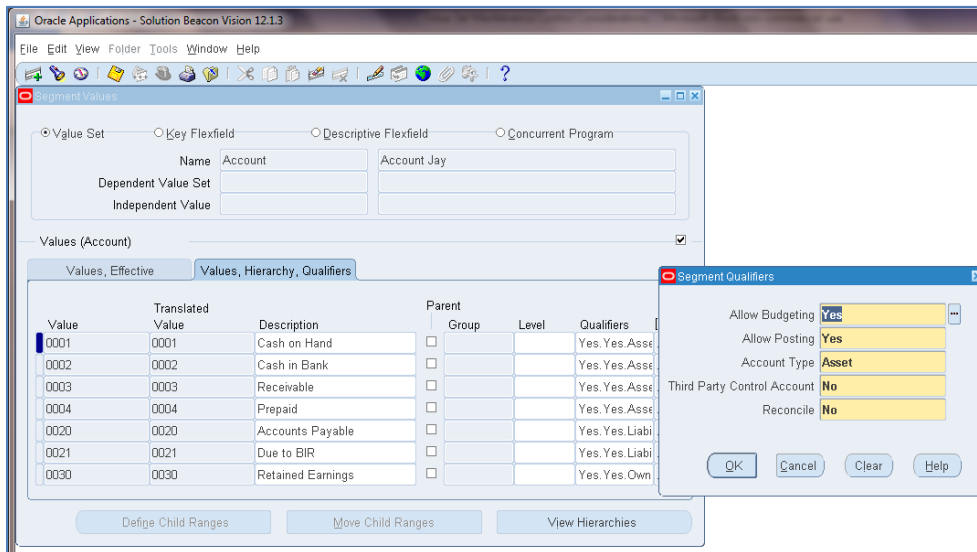 Oracle Applications - Solution Beacon Vision 12.1.3
File Edit View Folder Tools Window Help
Segment Values
Value Set Key Flexfield Descriptive Flexfield Concurrent Program
Name Account Account Jay
Dependent Value Set
Independent Value
Values (Account)
Values, Effective Values, Hierarchy, Qualifiers
Translated Parent
Value Value Description Group Level Qualifiers [
0001 0001 Cash on Hand Yes.Yes.Asse
0002 0002 Cash in Bank Yes.Yes.Asse
0003 0003 Receivable Yes.Yes.Asse
0004 0004 Prepaid Yes.Yes.Asse
0020 0020 Accounts Payable Yes.Yes.Liabi
0021 0021 Due to BIR Yes.Yes.Liabi
0030 0030 Retained Earnings Yes.Yes.Own
Define Child Ranges Move Child Ranges View Hierarchies
Segment Qualifiers
Allow Budgeting Yes ...
Allow Posting Yes
Account Type Asset
Third Party Control Account No
Reconcile No
OK Cancel Clear Help